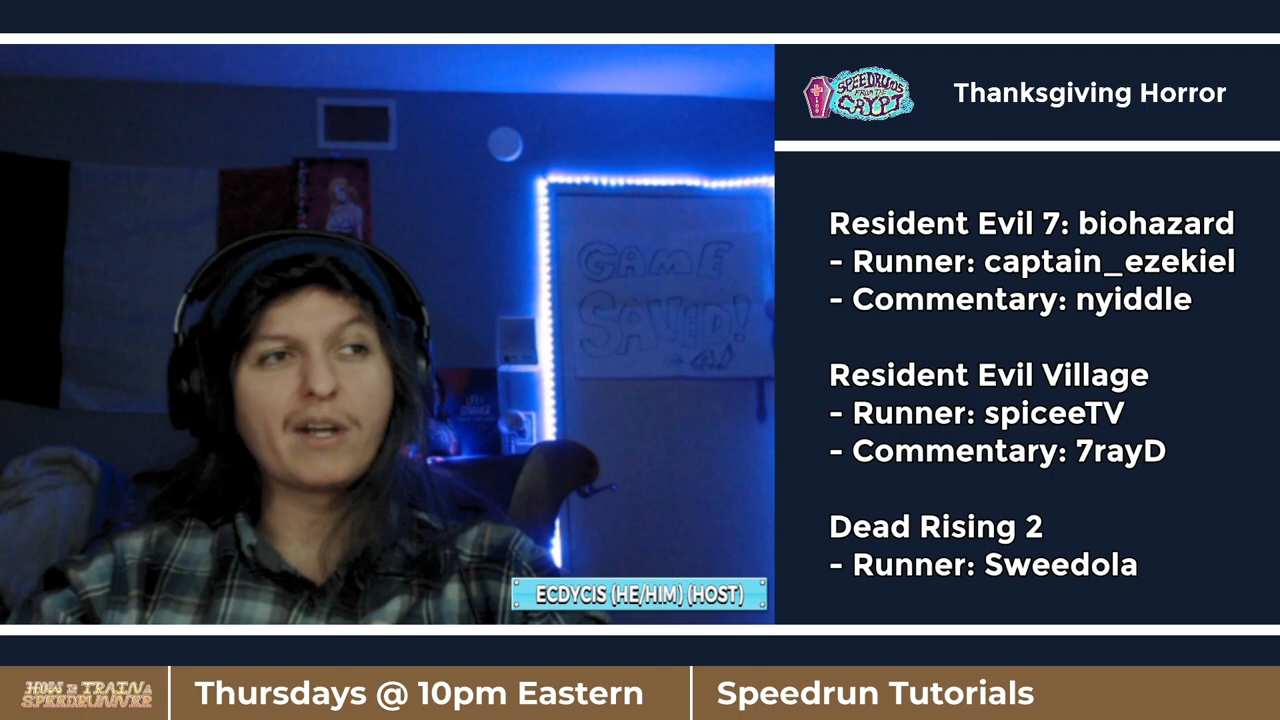 SPEEDRUNS
FROM THE
CRYPT
Thanksgiving Horror
GAME
SAVED!
Resident Evil 7: biohazard
- Runner: captain_ezekiel
- Commentary: nyiddle
Resident Evil Village
- Runner: spiceeTV
- Commentary: 7rayD
Dead Rising 2
- Runner: Sweedola
ECDYCIS (HE/HIM) (HOST)
HOW TO TRAIN A
SPEEDRUNNER
Thursdays @ 10pm Eastern
Speedrun Tutorials